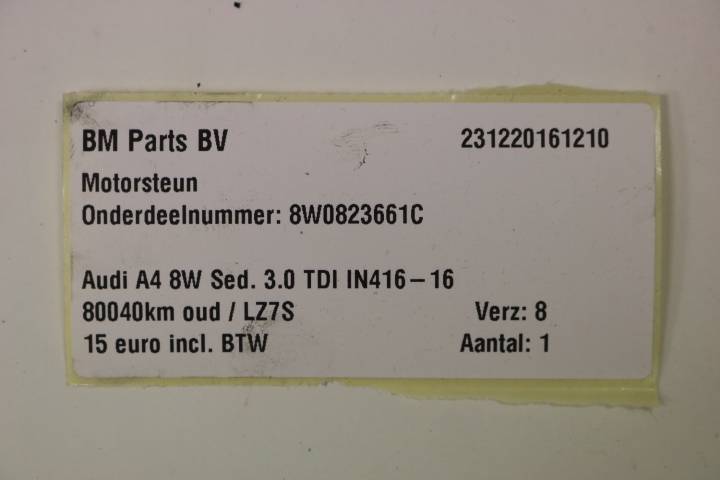 BM Parts BV 231220161210
Motorsteun
Onderdeelnummer: 8W0823661C
Audi A4 8W Sed. 3.0 TDI IN416-16
80040km oud / LZ7S Verz: 8
15 euro incl. BTW Aantal: 1